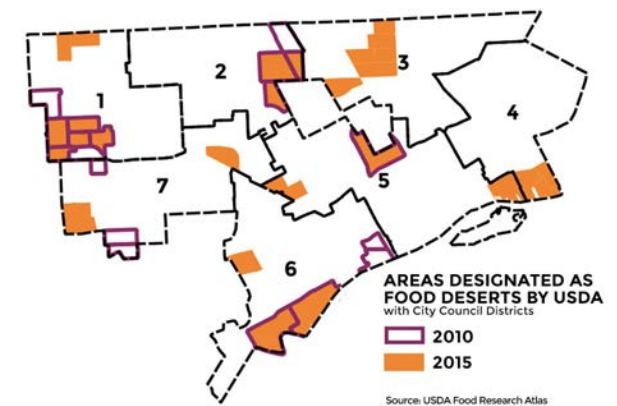 1
2
3
4
5
6
7
AREAS DESIGNATED AS
FOOD DESERTS BY USDA
with City Council Districts
2010
2015
Source: USDA Food Research Atlas